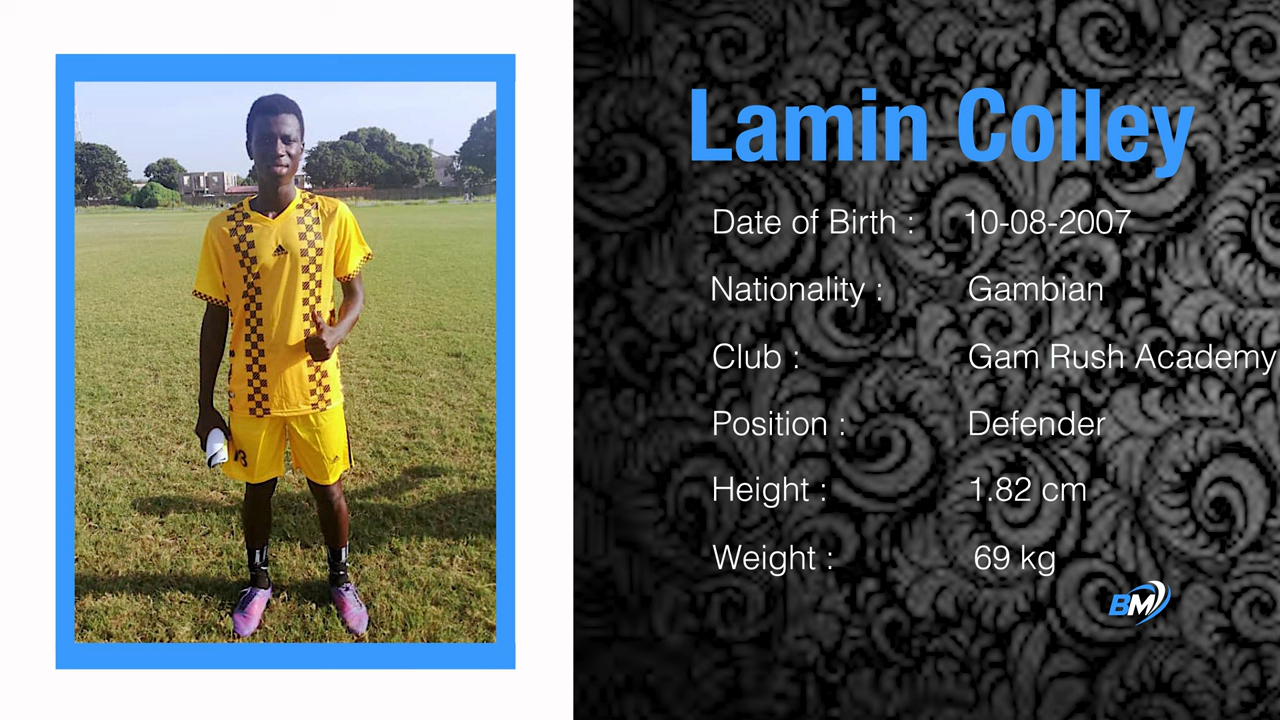 Lamin Colley
Date of Birth : 10-08-2007
Nationality : Gambian
Club : Gam Rush Academy
Position : Defender
Height : 1.82 cm
Weight : 69 kg
BM
13